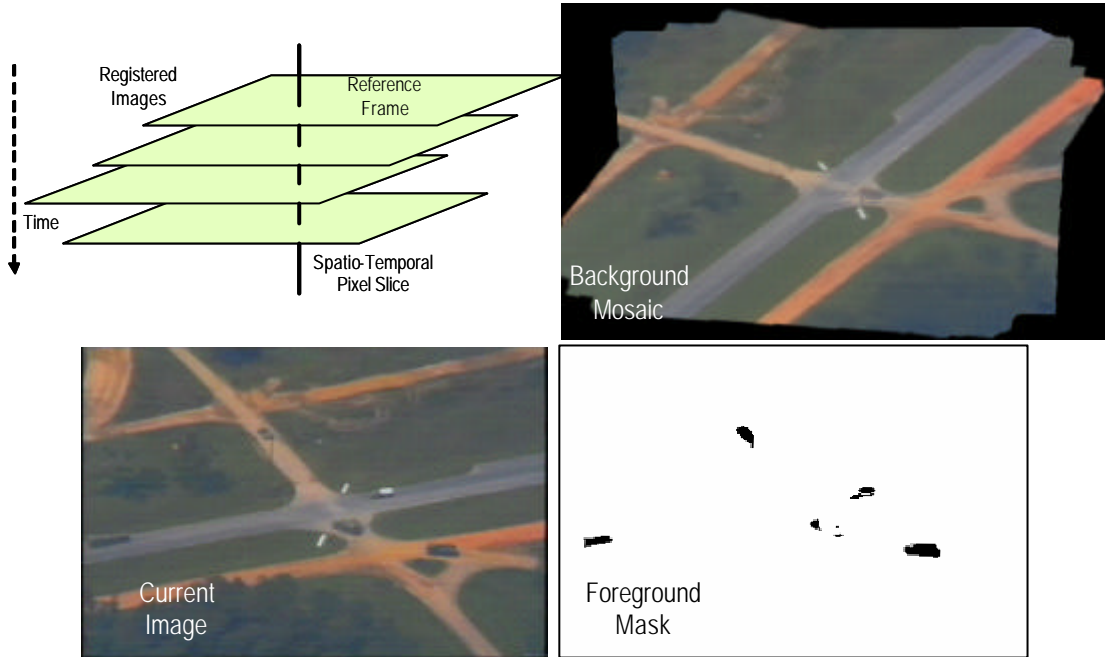 Registered
Images
Reference
Frame
Time
Spatio-Temporal
Pixel Slice
Background
Mosaic
Current
Image
Foreground
Mask